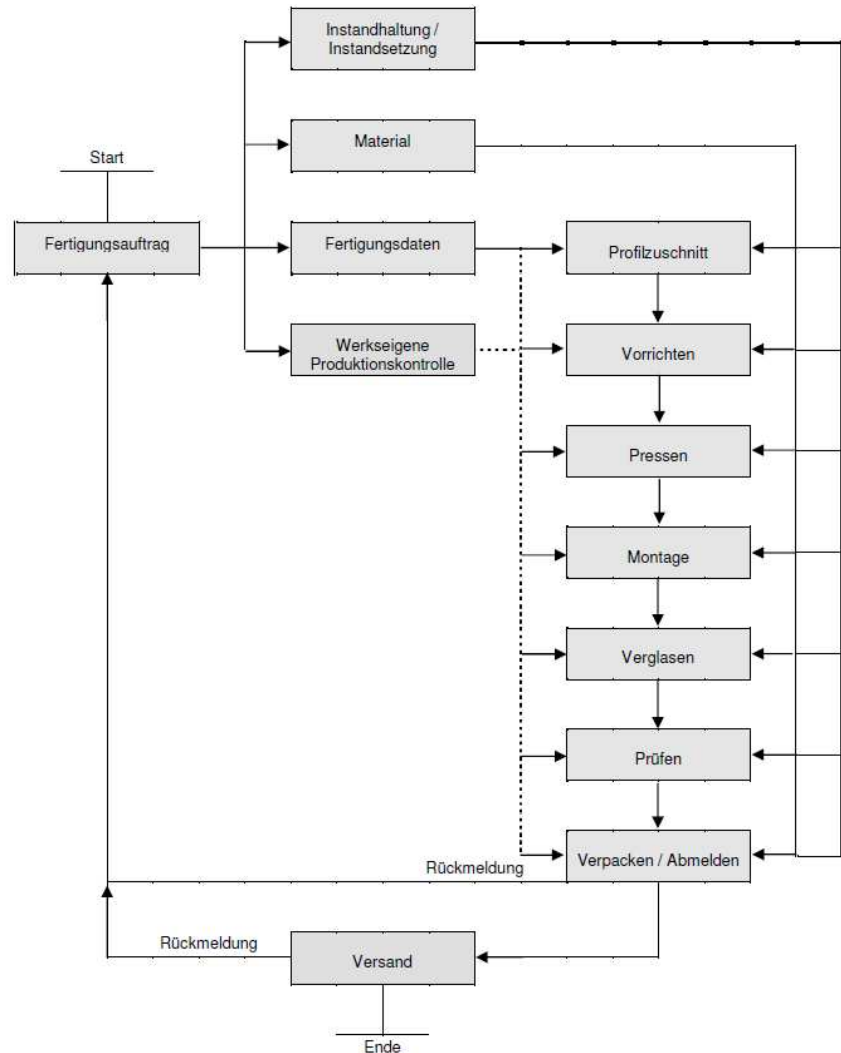 Instandhaltung /
Instandsetzung
Material
Start
Fertigungsauftrag
Fertigungsdaten
Profilzuschnitt
Werkseigene
Produktionskontrolle
Vorrichten
Pressen
Montage
Verglasen
Prüfen
Verpacken / Abmelden
Rückmeldung
Rückmeldung
Versand
Ende